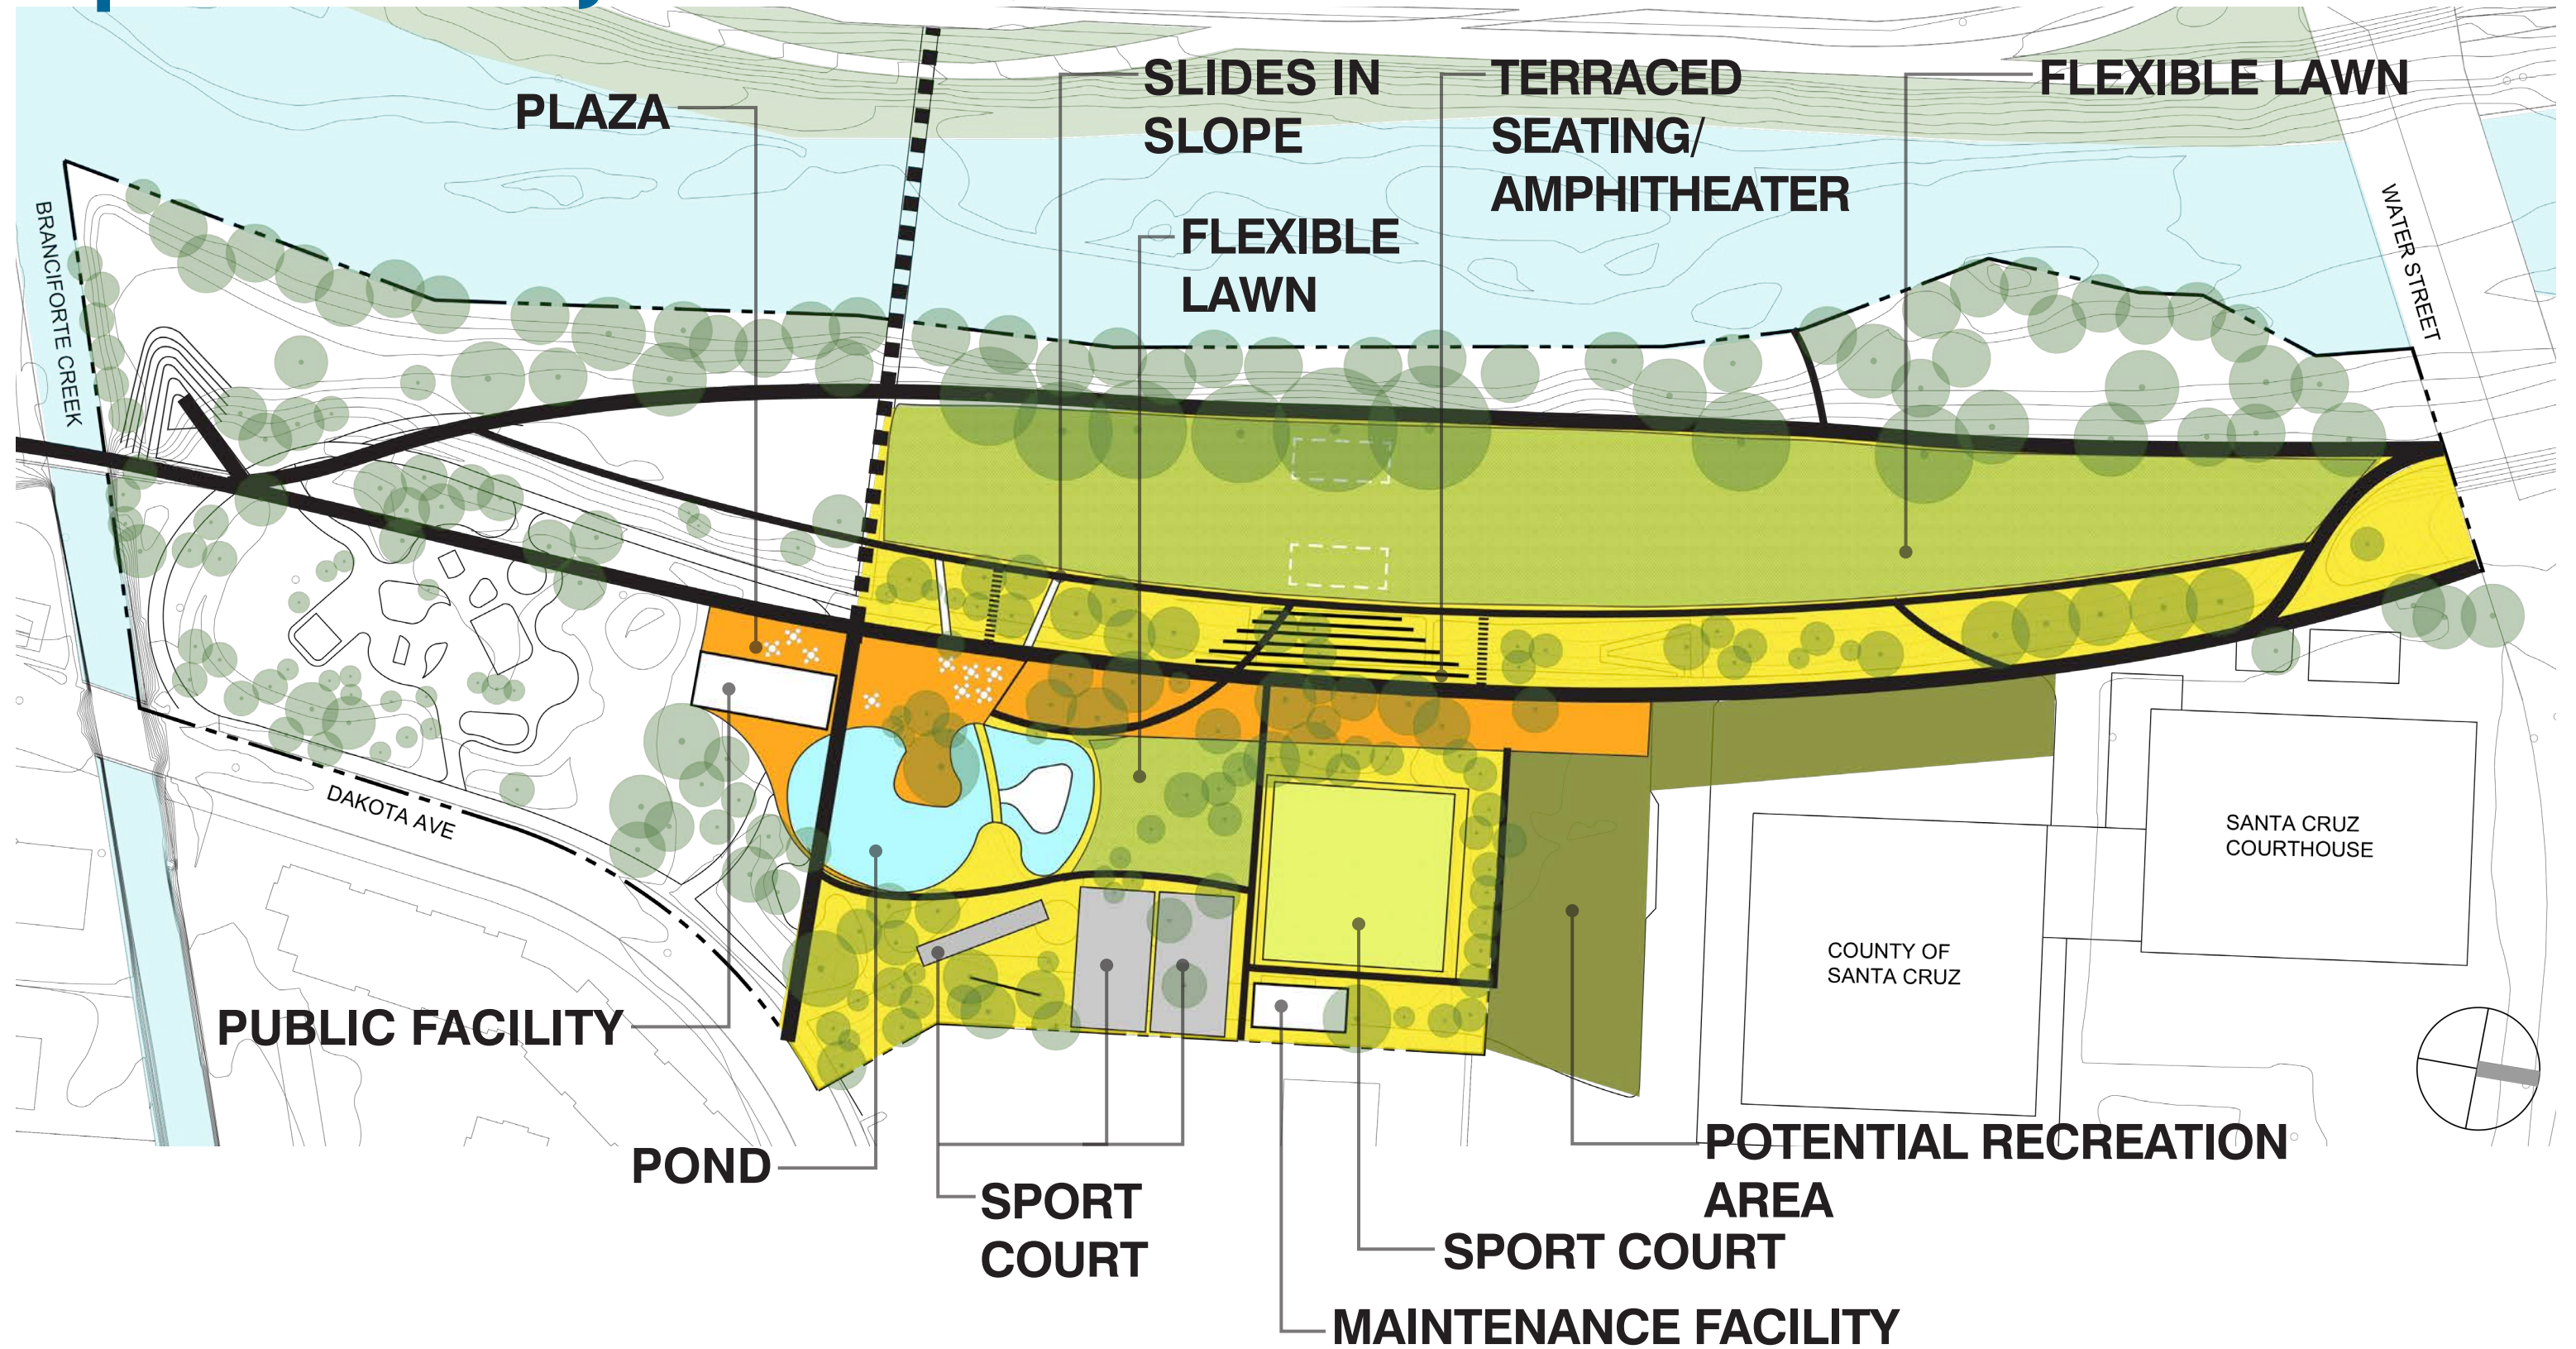 PLAZA
SLIDES IN
SLOPE
TERRACED
SEATING/
AMPHITHEATER
FLEXIBLE LAWN
FLEXIBLE
LAWN
BRANCIFORTE CREEK
WATER STREET
DAKOTA AVE
SANTA CRUZ
COURTHOUSE
COUNTY OF
SANTA CRUZ
PUBLIC FACILITY
POND
SPORT
COURT
POTENTIAL RECREATION
AREA
SPORT COURT
MAINTENANCE FACILITY